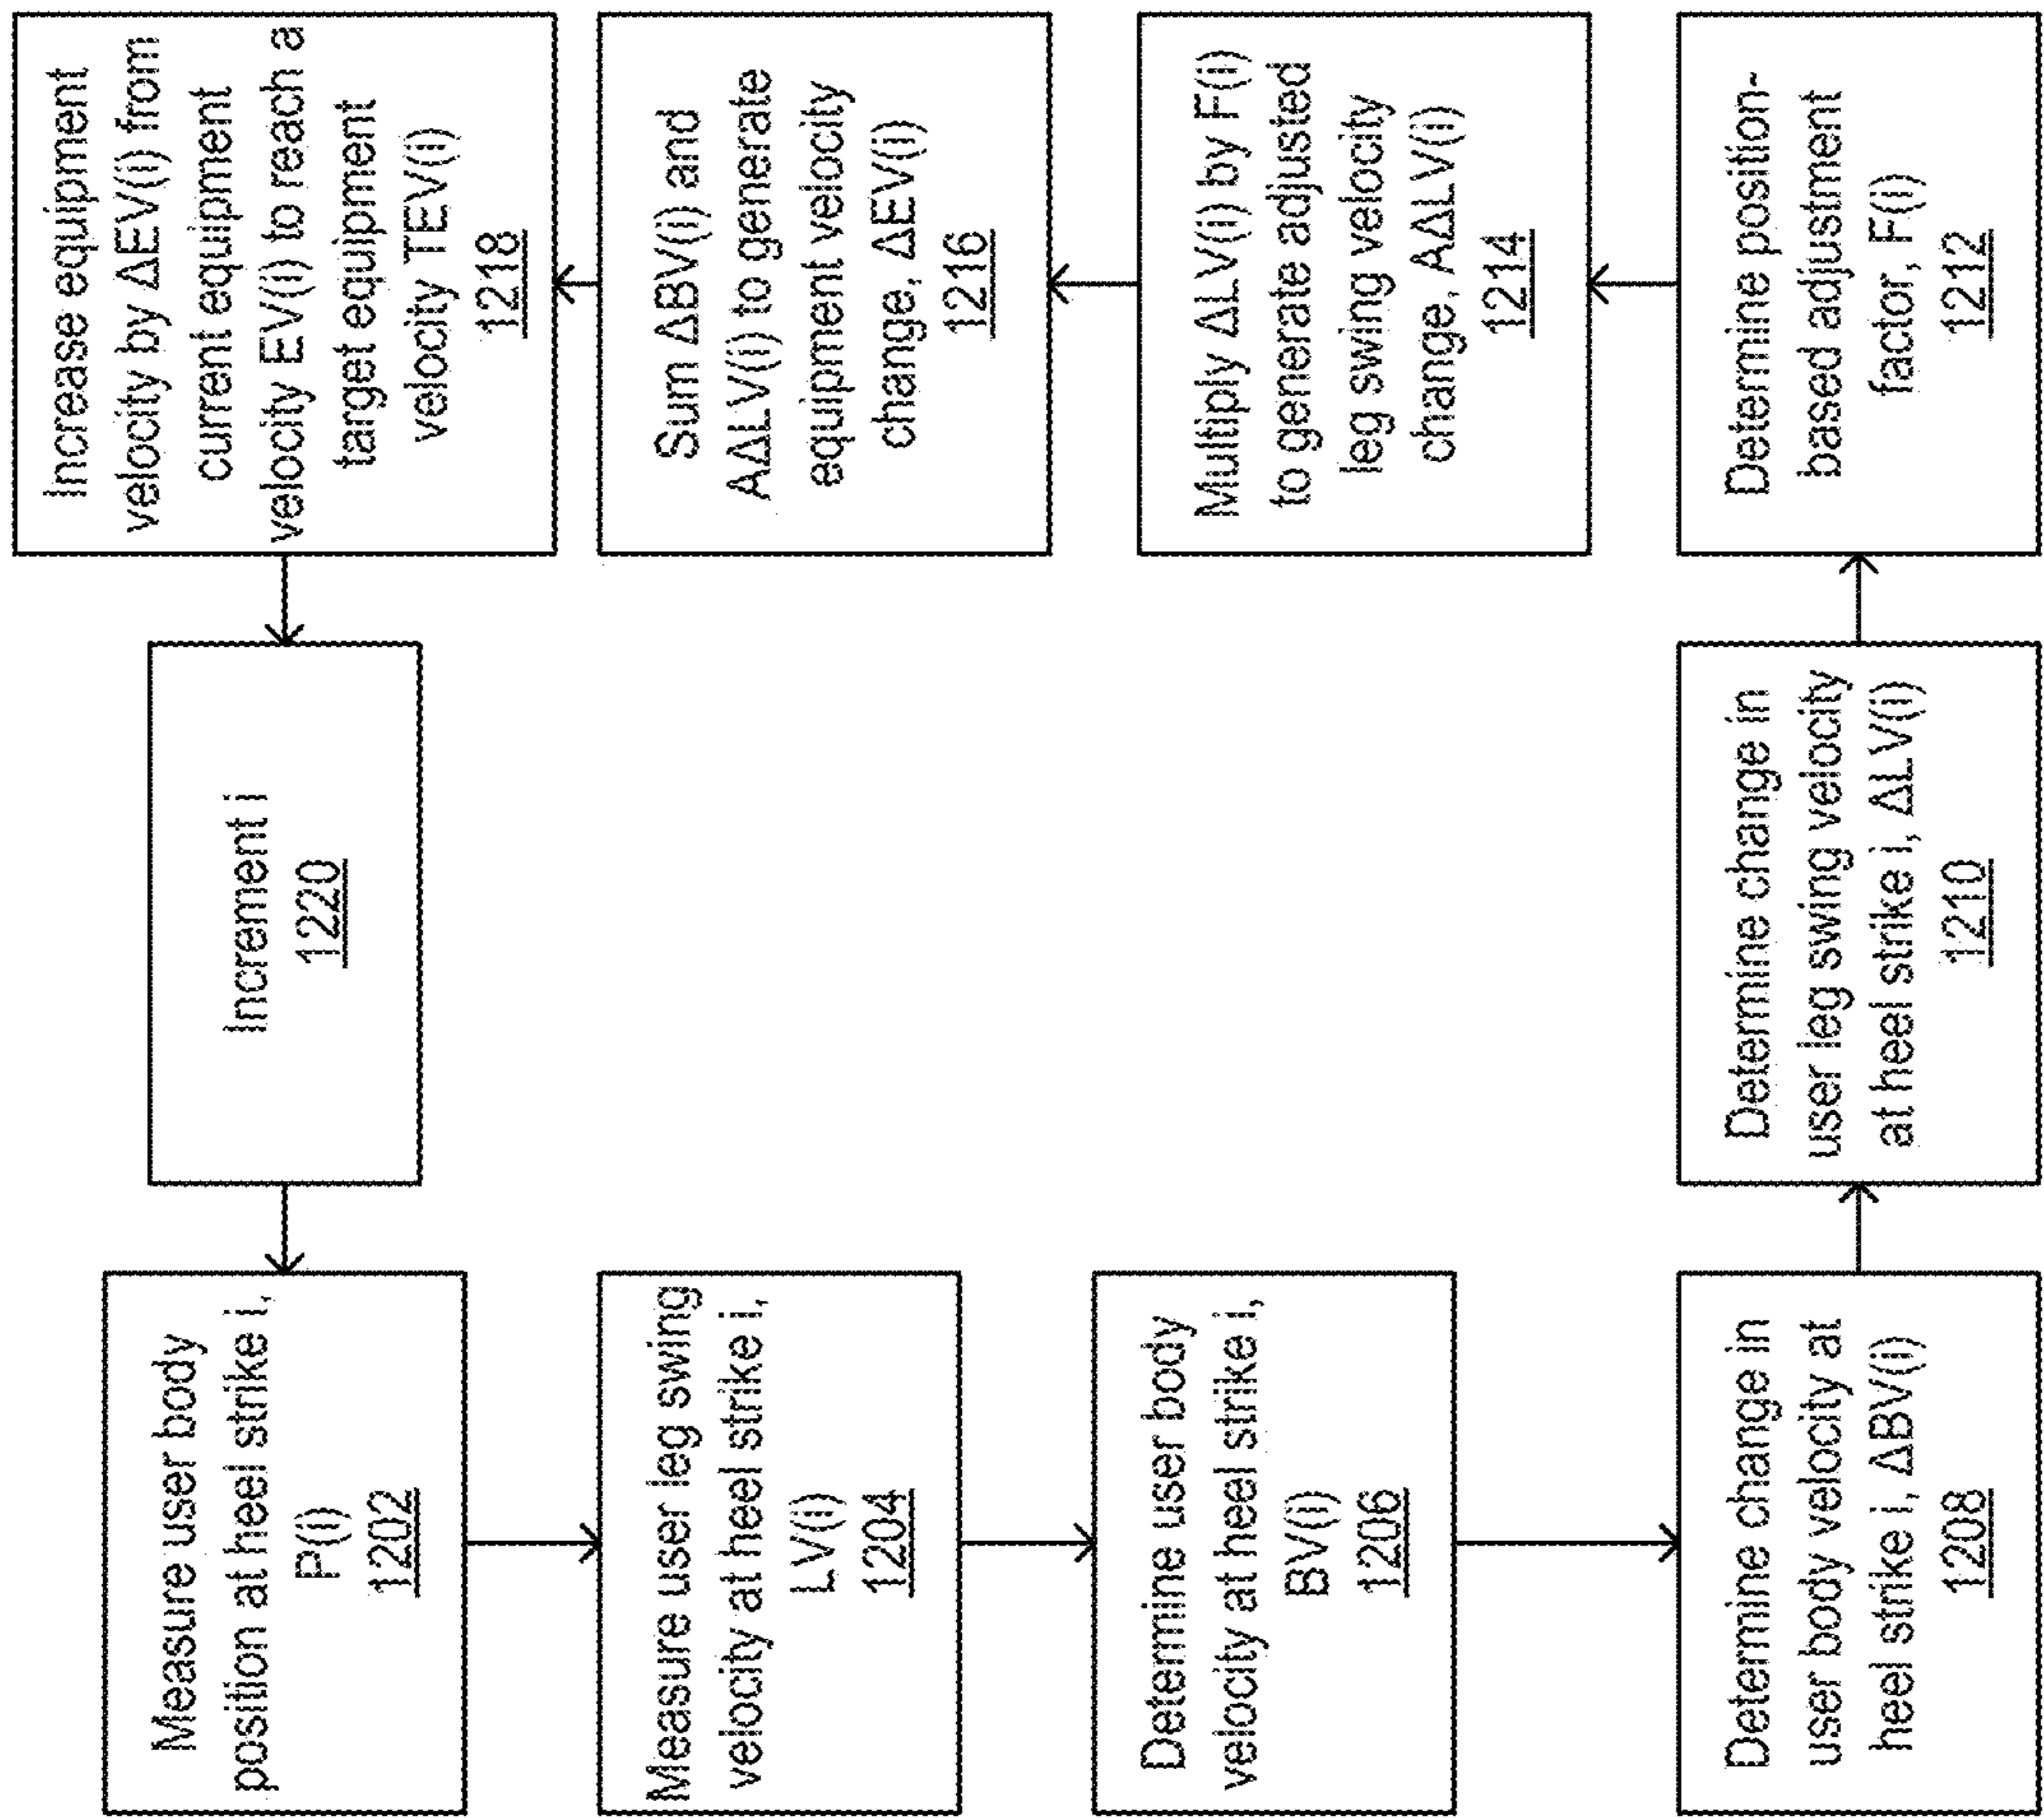 Measure user body
position at heel strike i,
P(i)
1202
Measure user leg swing
velocity at heel strike i,
LV(i)
1204
Determine user body
velocity at heel strike i,
BV(i)
1206
Determine change in
user body velocity at
heel strike i, ΔBV(i)
1208
Determine change in
user leg swing velocity
at heel strike i, ΔLV(i)
1210
Determine position-
based adjustment
factor, F(i)
1212
Multiply ΔLV(i) by F(i)
to generate adjusted
leg swing velocity
change, AΔLV(i)
1214
Sum ΔBV(i) and
AΔLV(i) to generate
equipment velocity
change, ΔEV(i)
1216
Increase equipment
velocity by ΔEV(i) from
current equipment
velocity EV(i) to reach a
target equipment
velocity TEV(i)
1218
Increment i
1220